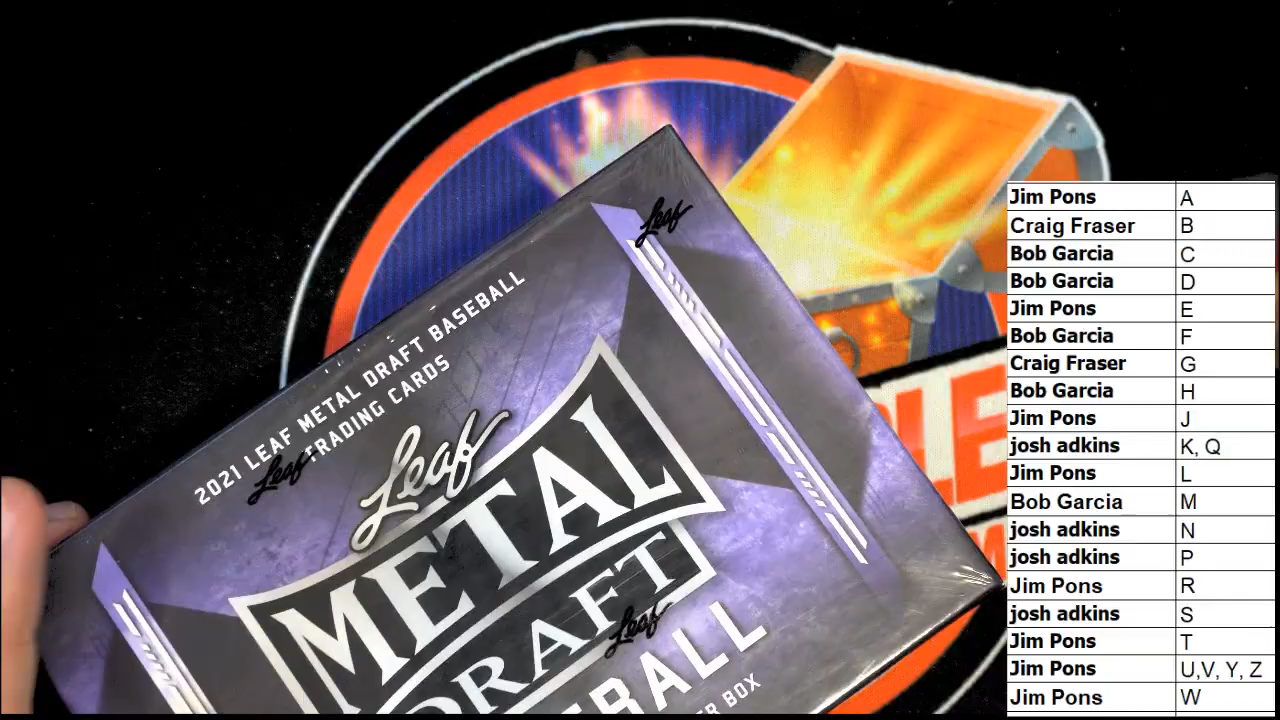 2021 LEAF METAL DRAFT BASEBALL
TRADING CARDS
Leaf
Leaf
Leaf
METAL
DRAFT
Leaf
Jim Pons A
Craig Fraser B
Bob Garcia C
Bob Garcia D
Jim Pons E
Bob Garcia F
Craig Fraser G
Bob Garcia H
Jim Pons J
josh adkins K, Q
Jim Pons L
Bob Garcia M
josh adkins N
josh adkins P
Jim Pons R
josh adkins S
Jim Pons T
Jim Pons U,V, Y, Z
Jim Pons W